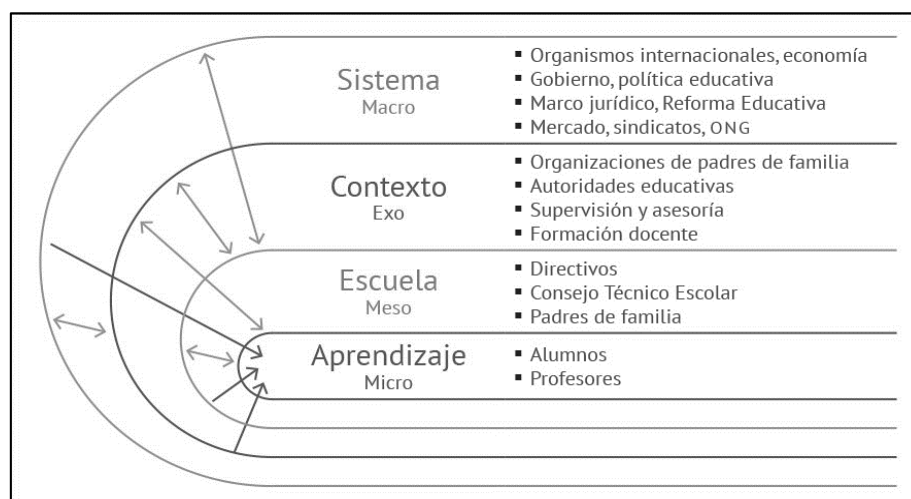 Sistema
Macro
▪ Organismos internacionales, economía
▪ Gobierno, política educativa
▪ Marco jurídico, Reforma Educativa
▪ Mercado, sindicatos, ONG
Contexto
Exo
▪ Organizaciones de padres de familia
▪ Autoridades educativas
▪ Supervisión y asesoría
▪ Formación docente
Escuela
Meso
▪ Directivos
▪ Consejo Técnico Escolar
▪ Padres de familia
Aprendizaje
Micro
▪ Alumnos
▪ Profesores